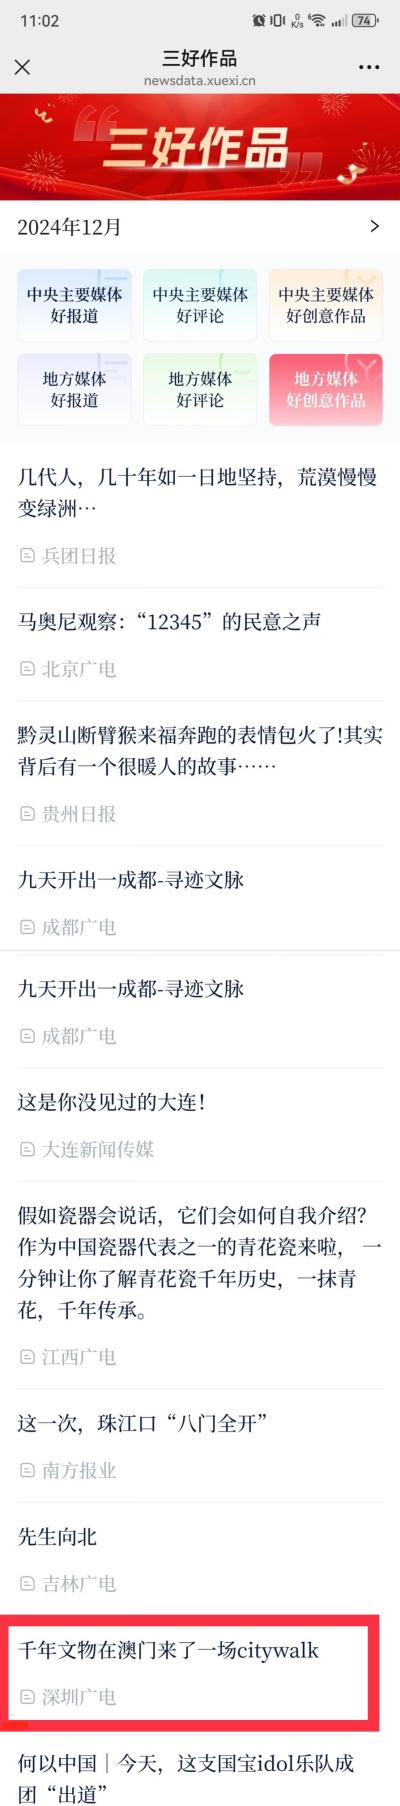 11:02
0
K/s
6
74
三好作品
newsdata.xuexi.cn
三好作品
2024年12月
中央主要媒体
好报道
中央主要媒体
好评论
中央主要媒体
好创意作品
地方媒体
好报道
地方媒体
好评论
地方媒体
好创意作品
几代人，几十年如一日地坚持，荒漠慢慢
变绿洲…
兵团日报
马奥尼观察：“12345”的民意之声
北京广电
黔灵山断臂猴来福奔跑的表情包火了!其实
背后有一个很暖人的故事……
贵州日报
九天开出一成都-寻迹文脉
成都广电
九天开出一成都-寻迹文脉
成都广电
这是你没见过的大连！
大连新闻传媒
假如瓷器会说话，它们会如何自我介绍？
作为中国瓷器代表之一的青花瓷来啦，一
分钟让你了解青花瓷千年历史，一抹青
花，千年传承。
江西广电
这一次，珠江口“八门全开”
南方报业
先生向北
吉林广电
千年文物在澳门来了一场citywalk
深圳广电
何以中国｜今天，这支国宝idol乐队成
团“出道”